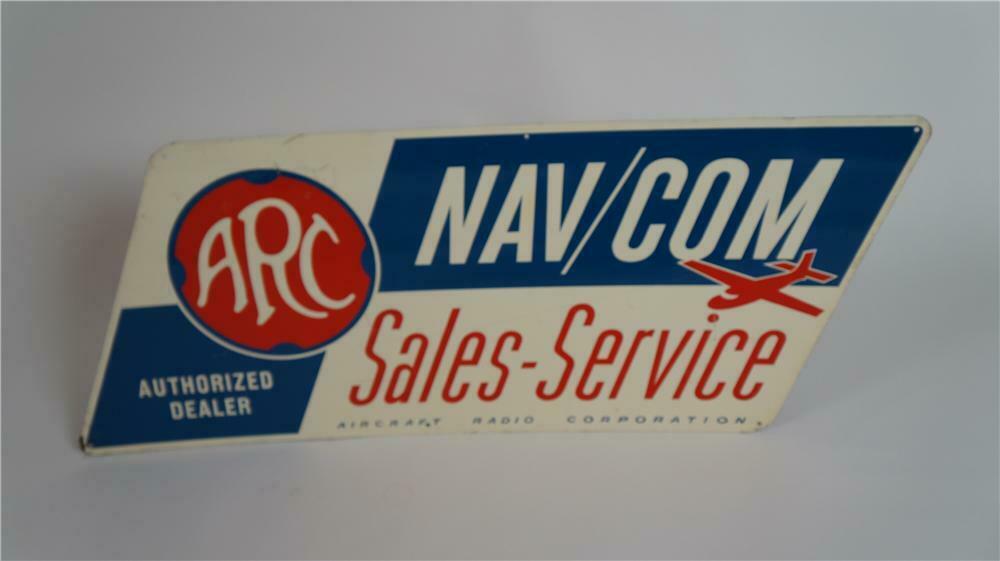 ARC
NAV/COM
Sales-Service
AUTHORIZED
DEALER
AIRCRAFT RADIO CORPORATION